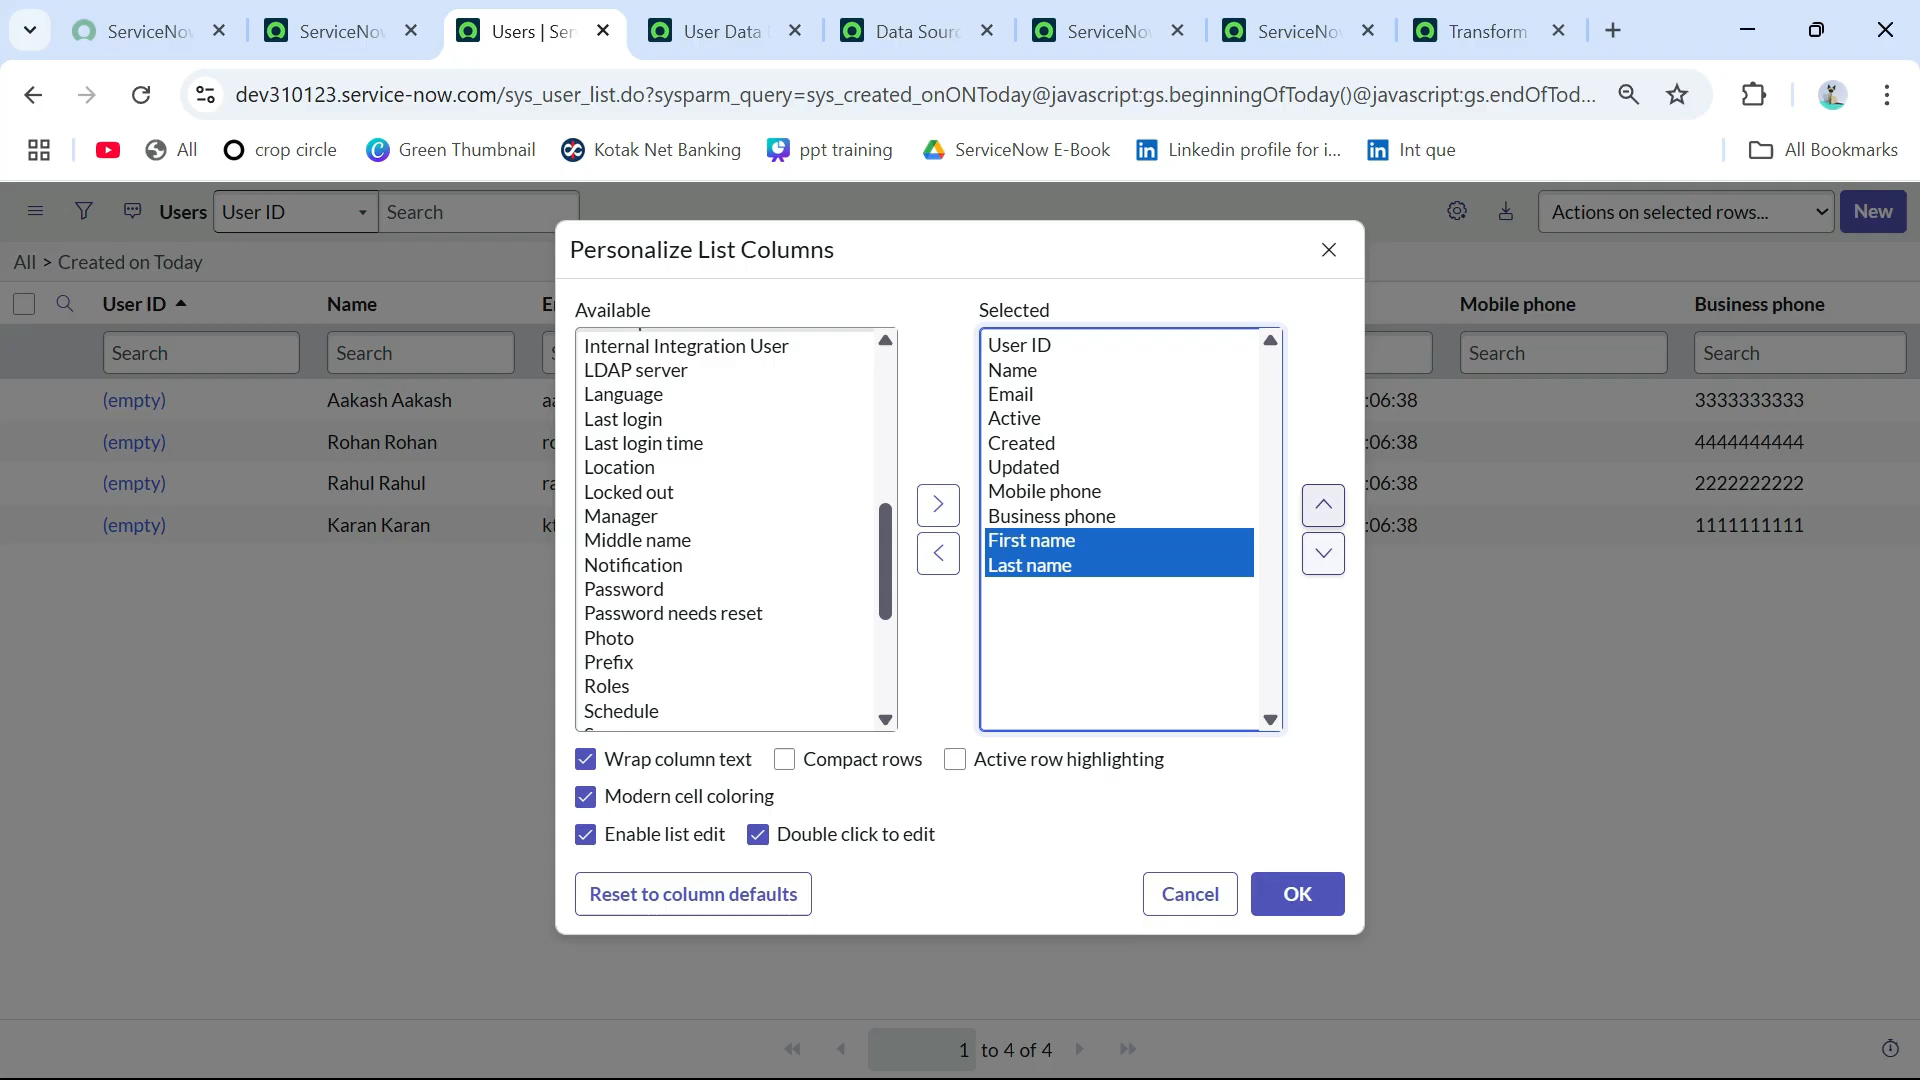 ServiceNo
ServiceNo
Users | Ser
User Data
Data Sourc
ServiceNo
ServiceNo
Transform
dev310123.service-now.com/sys_user_list.do?sysparm_query=sys_created_onONToday@javascript:gs.beginningOfToday()@javascript:gs.endOfTod...
All
crop circle
Green Thumbnail
Kotak Net Banking
ppt training
ServiceNow E-Book
Linkedin profile for i...
Int que
All Bookmarks
Users
User ID
Search
Actions on selected rows...
New
All > Created on Today
User ID
Name
Mobile phone
Business phone
Search
Search
Search
Search
(empty)
Aakash Aakash
:06:38
3333333333
(empty)
Rohan Rohan
:06:38
4444444444
(empty)
Rahul Rahul
:06:38
2222222222
(empty)
Karan Karan
:06:38
1111111111
Personalize List Columns
Available
Internal Integration User
LDAP server
Language
Last login
Last login time
Location
Locked out
Manager
Middle name
Notification
Password
Password needs reset
Photo
Prefix
Roles
Schedule
Selected
User ID
Name
Email
Active
Created
Updated
Mobile phone
Business phone
First name
Last name
Wrap column text
Compact rows
Active row highlighting
Modern cell coloring
Enable list edit
Double click to edit
Reset to column defaults
Cancel
OK
1 to 4 of 4